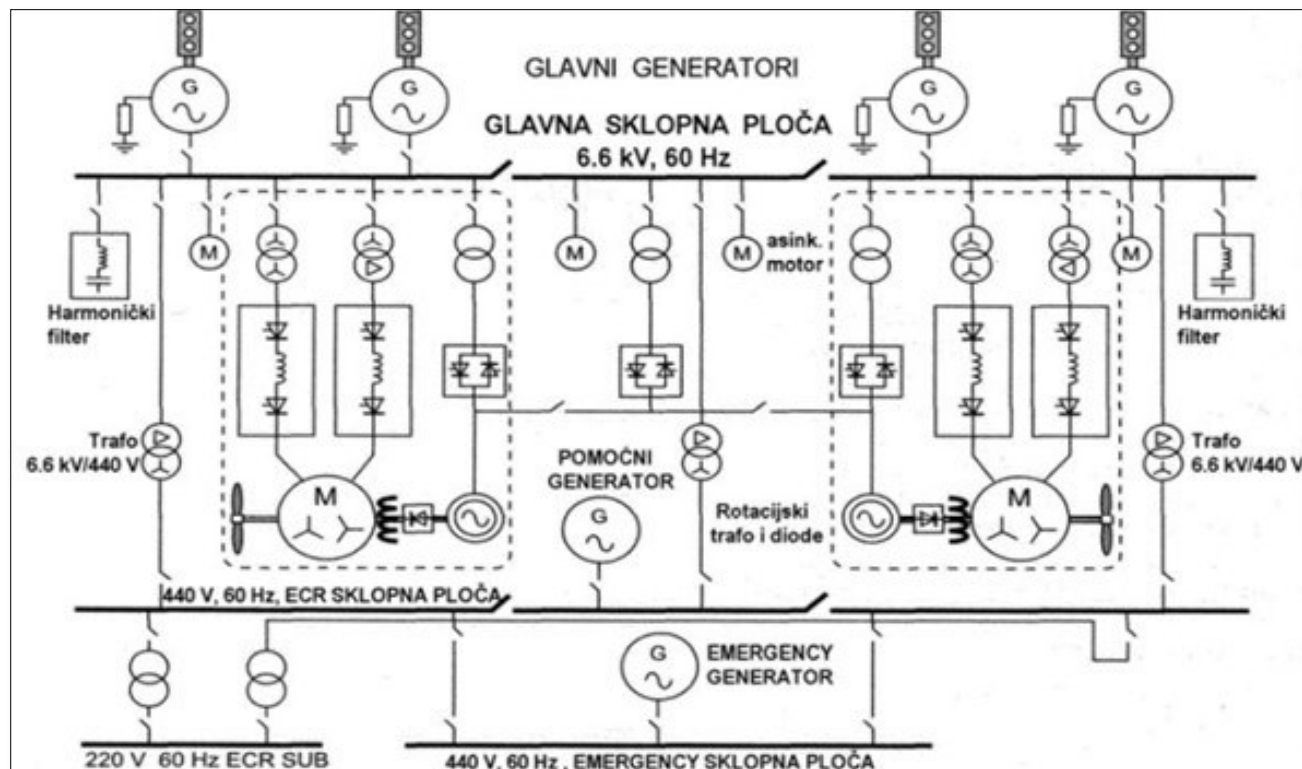 G
G
G
G
GLAVNI GENERATORI
GLAVNA SKLOPNA PLOČA
6.6 kV, 60 Hz
M
M
M
asink.
motor
M
Harmonički
filter
Harmonički
filter
Trafo
6.6 kV/440 V
POMOĆNI
GENERATOR
G
Trafo
6.6 kV/440 V
M
Rotacijski
trafo i diode
M
440 V, 60 Hz, ECR SKLOPNA PLOČA
G
EMERGENCY
GENERATOR
220 V 60 Hz ECR SUB
440 V, 60 Hz , EMERGENCY SKLOPNA PLOČA